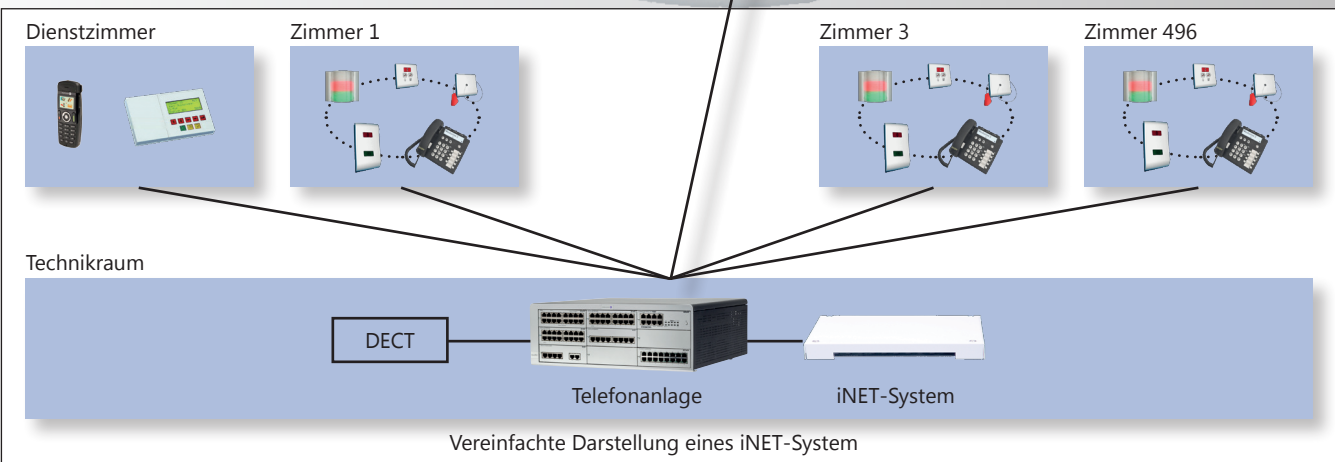 Dienstzimmer
Zimmer 1
Zimmer 3
Zimmer 496
Technikraum
DECT
Telefonanlage
iNET-System
Vereinfachte Darstellung eines iNET-System